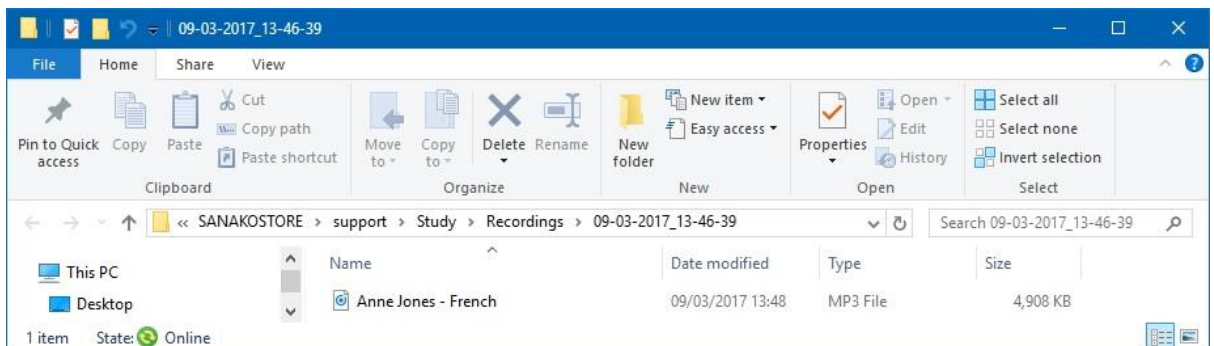 09-03-2017_13-46-39
File Home Share View
Pin to Quick access
Copy
Paste
Cut
Copy path
Paste shortcut
Clipboard
Move to
Copy to
Delete
Rename
Organize
New folder
New item
Easy access
New
Properties
Open
Edit
History
Open
Select all
Select none
Invert selection
Select
« SANAKOSTORE > support > Study > Recordings > 09-03-2017_13-46-39
Search 09-03-2017_13-46-39
This PC
Desktop
Name Date modified Type Size
Anne Jones - French 09/03/2017 13:48 MP3 File 4,908 KB
1 item State: Online